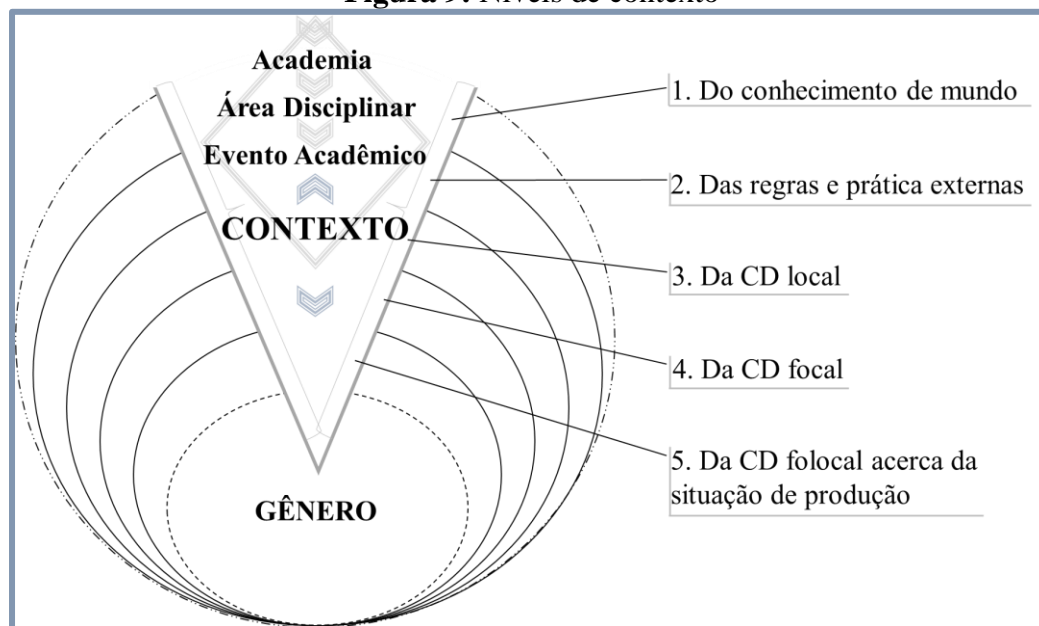 Figura 9: Níveis de contexto
Academia
Área Disciplinar
Evento Acadêmico
CONTEXTO
GÊNERO
1. Do conhecimento de mundo
2. Das regras e prática externas
3. Da CD local
4. Da CD focal
5. Da CD folocal acerca da
situação de produção